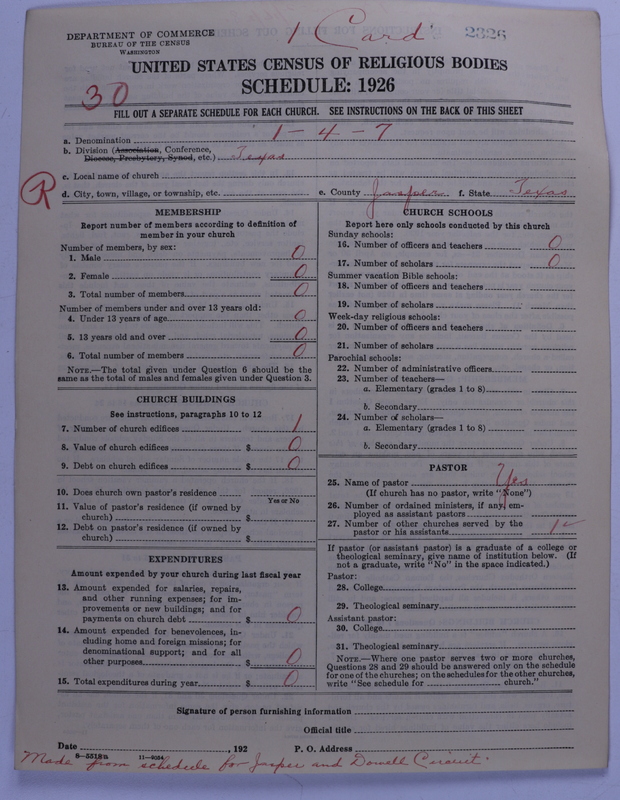 DEPARTMENT OF COMMERCE
BUREAU OF THE CENSUS
WASHINGTON
1 Card
2326
UNITED STATES CENSUS OF RELIGIOUS BODIES
SCHEDULE: 1926
30
FILL OUT A SEPARATE SCHEDULE FOR EACH CHURCH. SEE INSTRUCTIONS ON THE BACK OF THIS SHEET
a. Denomination 1-4-7
b. Division (Association, Conference,
Diocese, Presbytery, Synod, etc.) Texas
c. Local name of church
R
d. City, town, village, or township, etc. e. County Jasper f. State Texas
MEMBERSHIP
Report number of members according to definition of
member in your church
Number of members, by sex:
1. Male 0
2. Female 0
3. Total number of members 0
Number of members under and over 13 years old:
4. Under 13 years of age 0
5. 13 years old and over 0
6. Total number of members 0
NOTE.—The total given under Question 6 should be the
same as the total of males and females given under Question 3.
CHURCH BUILDINGS
See instructions, paragraphs 10 to 12
7. Number of church edifices 1
8. Value of church edifices $ 0
9. Debt on church edifices $ 0
10. Does church own pastor's residence
Yes or No
11. Value of pastor's residence (if owned by
church) $
12. Debt on pastor's residence (if owned by
church) $
EXPENDITURES
Amount expended by your church during last fiscal year
13. Amount expended for salaries, repairs,
and other running expenses; for im-
provements or new buildings; and for
payments on church debt $ 0
14. Amount expended for benevolences, in-
cluding home and foreign missions; for
denominational support; and for all
other purposes $ 0
15. Total expenditures during year $ 0
CHURCH SCHOOLS
Report here only schools conducted by this church
Sunday schools:
16. Number of officers and teachers 0
17. Number of scholars 0
Summer vacation Bible schools:
18. Number of officers and teachers
19. Number of scholars
Week-day religious schools:
20. Number of officers and teachers
21. Number of scholars
Parochial schools:
22. Number of administrative officers
23. Number of teachers—
a. Elementary (grades 1 to 8)
b. Secondary
24. Number of scholars—
a. Elementary (grades 1 to 8)
b. Secondary
PASTOR
25. Name of pastor Yes
(If church has no pastor, write "None")
26. Number of ordained ministers, if any, em-
ployed as assistant pastors
27. Number of other churches served by the
pastor or his assistants
If pastor (or assistant pastor) is a graduate of a college or
theological seminary, give name of institution below. (If
not a graduate, write "No" in the space indicated.)
Pastor:
28. College
29. Theological seminary
Assistant pastor:
30. College
31. Theological seminary
NOTE.—Where one pastor serves two or more churches,
Questions 28 and 29 should be answered only on the schedule
for one of the churches; on the schedules for the other churches,
write "See schedule for church."
Signature of person furnishing information
Official title
Date , 192 P. O. Address
8—5518a 11—9034
Made from schedule for Jasper and Dowell Circuit.